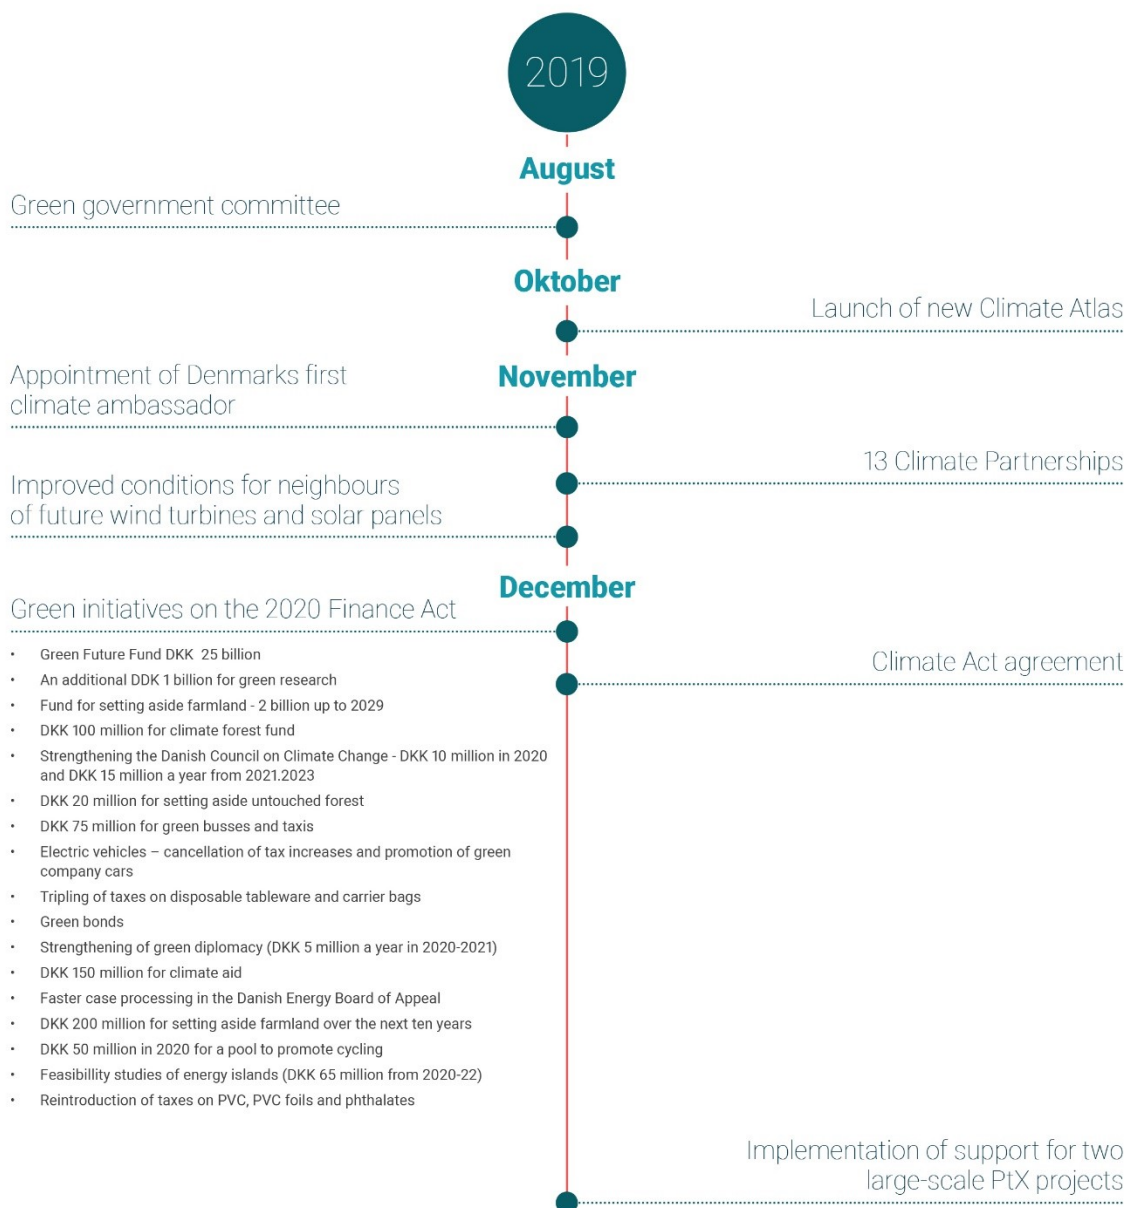 2019
August
Green government committee
Oktober
Launch of new Climate Atlas
November
Appointment of Denmarks first
climate ambassador
13 Climate Partnerships
Improved conditions for neighbours
of future wind turbines and solar panels
December
Green initiatives on the 2020 Finance Act
• Green Future Fund DKK  25 billion
• An additional DDK 1 billion for green research
• Fund for setting aside farmland - 2 billion up to 2029
• DKK 100 million for climate forest fund
• Strengthening the Danish Council on Climate Change - DKK 10 million in 2020
and DKK 15 million a year from 2021.2023
• DKK 20 million for setting aside untouched forest
• DKK 75 million for green busses and taxis
• Electric vehicles – cancellation of tax increases and promotion of green
company cars
• Tripling of taxes on disposable tableware and carrier bags
• Green bonds
• Strengthening of green diplomacy (DKK 5 million a year in 2020-2021)
• DKK 150 million for climate aid
• Faster case processing in the Danish Energy Board of Appeal
• DKK 200 million for setting aside farmland over the next ten years
• DKK 50 million in 2020 for a pool to promote cycling
• Feasibillity studies of energy islands (DKK 65 million from 2020-22)
• Reintroduction of taxes on PVC, PVC foils and phthalates
Climate Act agreement
Implementation of support for two
large-scale PtX projects